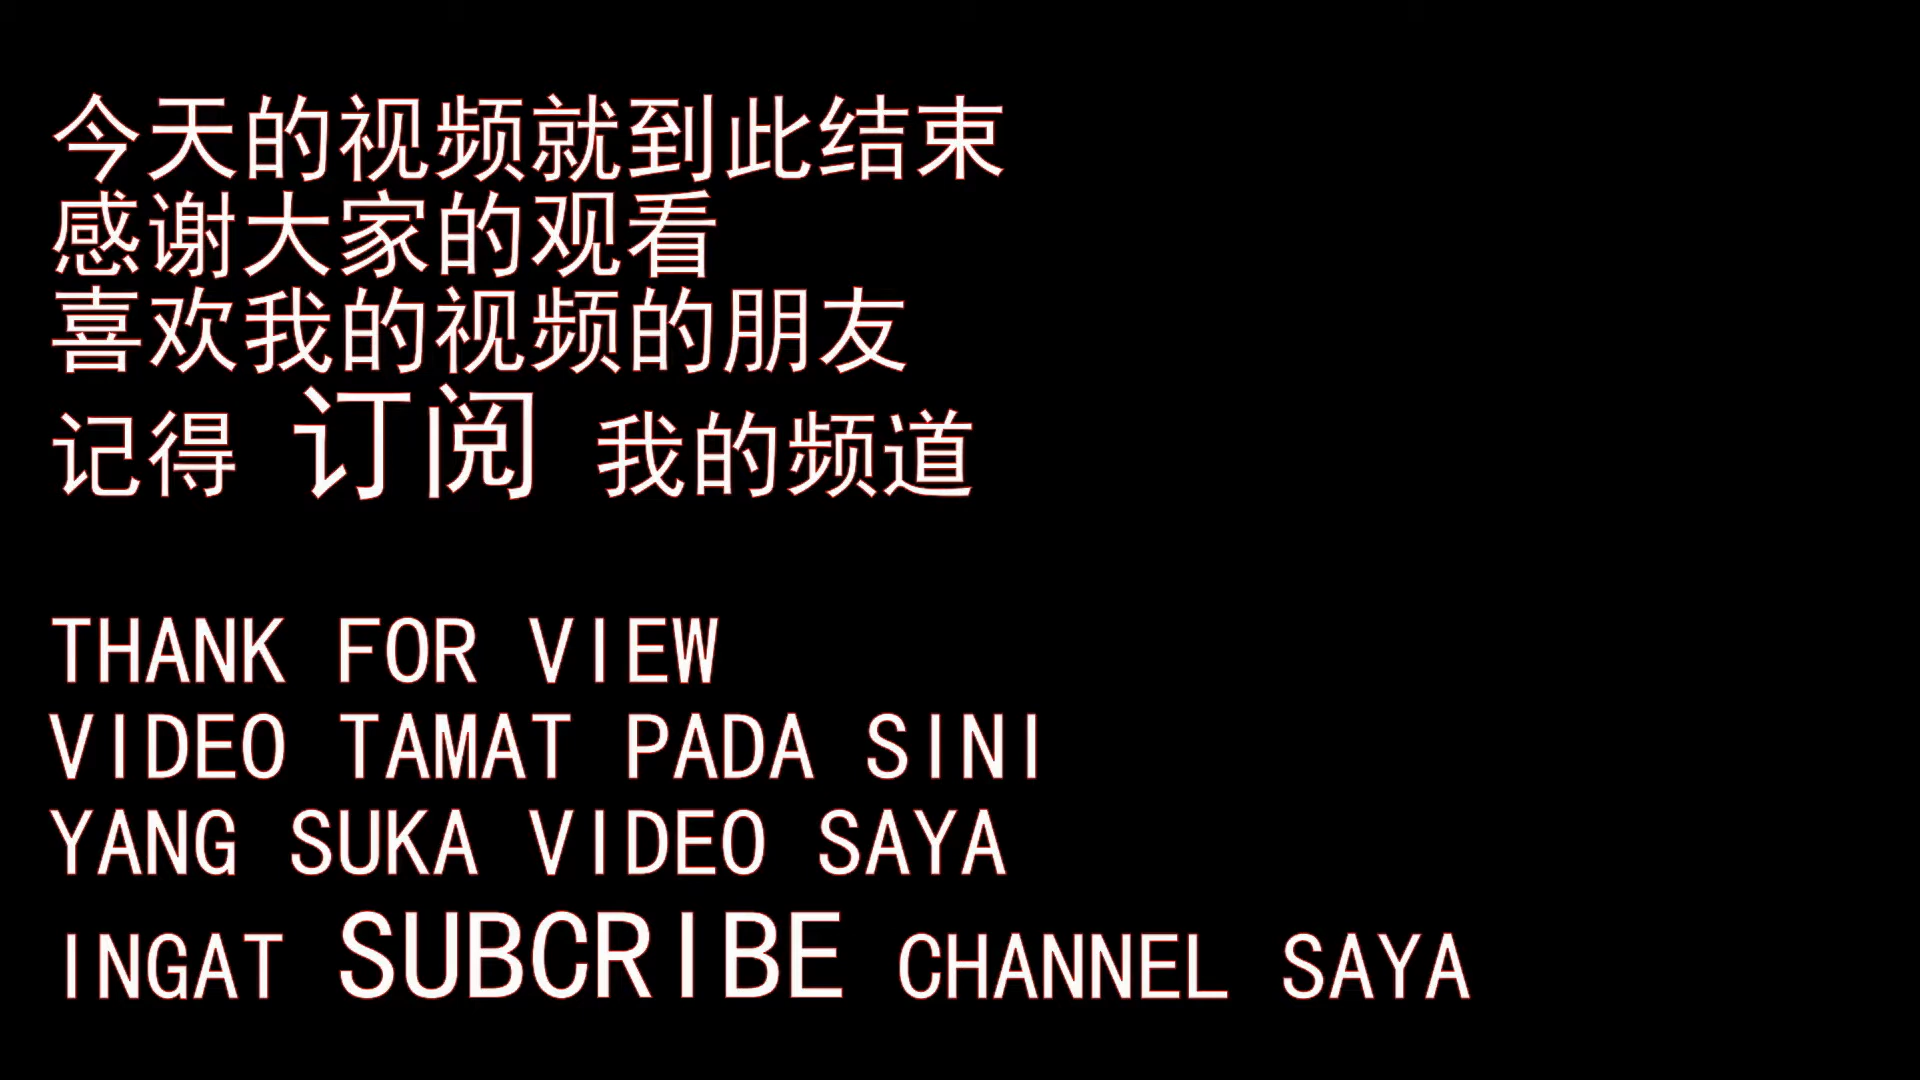 今天的视频就到此结束
感谢大家的观看
喜欢我的视频的朋友
记得 订阅 我的频道
THANK FOR VIEW
VIDEO TAMAT PADA SINI
YANG SUKA VIDEO SAYA
INGAT SUBCRIBE CHANNEL SAYA